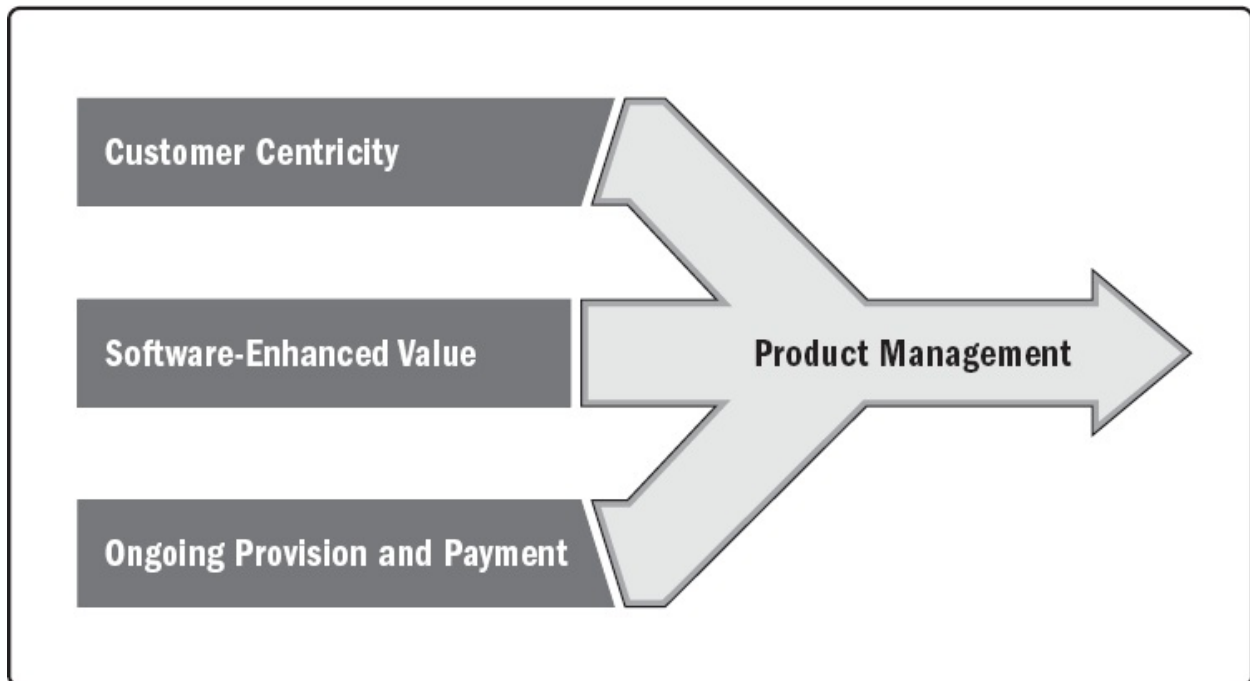 Customer Centricity
Software-Enhanced Value
Product Management
Ongoing Provision and Payment